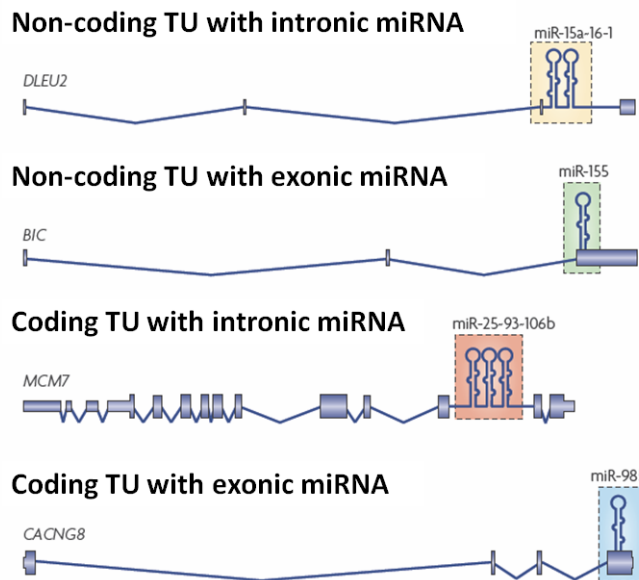 Non-coding TU with intronic miRNA
miR-15a-16-1
DLEU2
Non-coding TU with exonic miRNA
miR-155
BIC
Coding TU with intronic miRNA
miR-25-93-106b
MCM7
Coding TU with exonic miRNA
miR-98
CACNG8